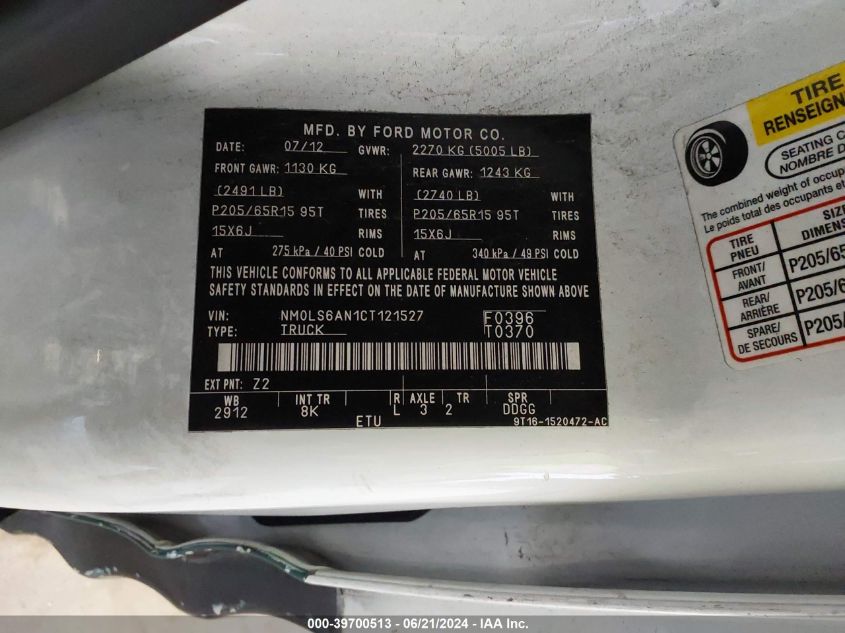 MFD. BY FORD MOTOR CO.
DATE: 07/12 GVWR: 2270 KG (5005 LB)
FRONT GAWR: 1130 KG REAR GAWR: 1243 KG
(2491 LB) WITH (2740 LB) WITH
P205/65R15 95T TIRES P205/65R15 95T TIRES
15X6J RIMS 15X6J RIMS
AT 275 kPa / 40 PSI COLD AT 340 kPa / 49 PSI COLD
THIS VEHICLE CONFORMS TO ALL APPLICABLE FEDERAL MOTOR VEHICLE
SAFETY STANDARDS IN EFFECT ON THE DATE OF MANUFACTURE SHOWN ABOVE
VIN: NM0LS6AN1CT121527 F0396
TYPE: TRUCK T0370
EXT PNT: Z2
WB INT TR R AXLE TR SPR
2912 8K L 3 2 DDGG
ETU 9T16-1520472-AC
TIRE
RENSEIGN
SEATING C
NOMBRE D
The combined weight of occup
Le poids total des occupants et
TIRE SIZE
PNEU DIMENS
FRONT/
AVANT P205/65
REAR/
ARRIÈRE P205/6
SPARE/
DE SECOURS P205/
000-39700513 - 06/21/2024 - IAA Inc.